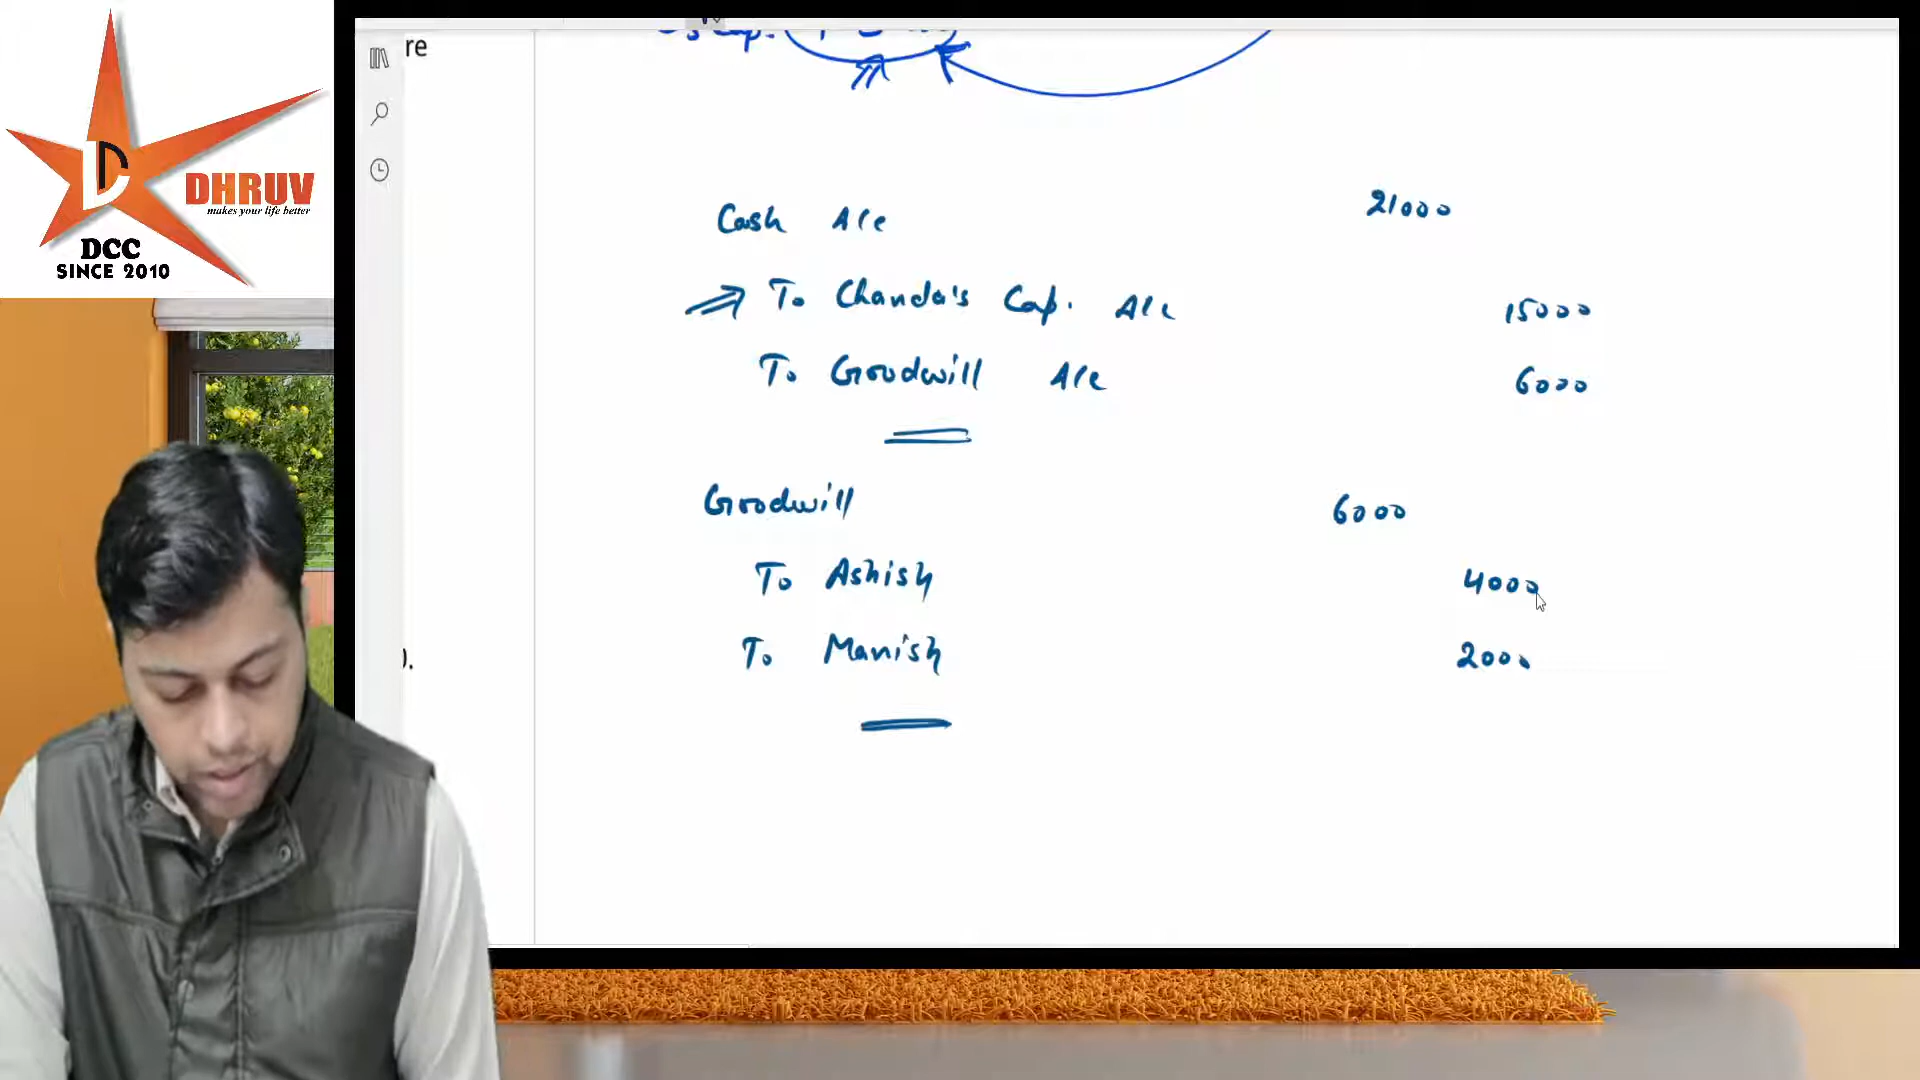 re
DHRUV
makes your life better
DCC
SINCE 2010
Cash A/c 21000
To Chanda's Cap. A/c 15000
To Goodwill A/c 6000
Goodwill 6000
To Ashish 4000
To Manish 2000
).